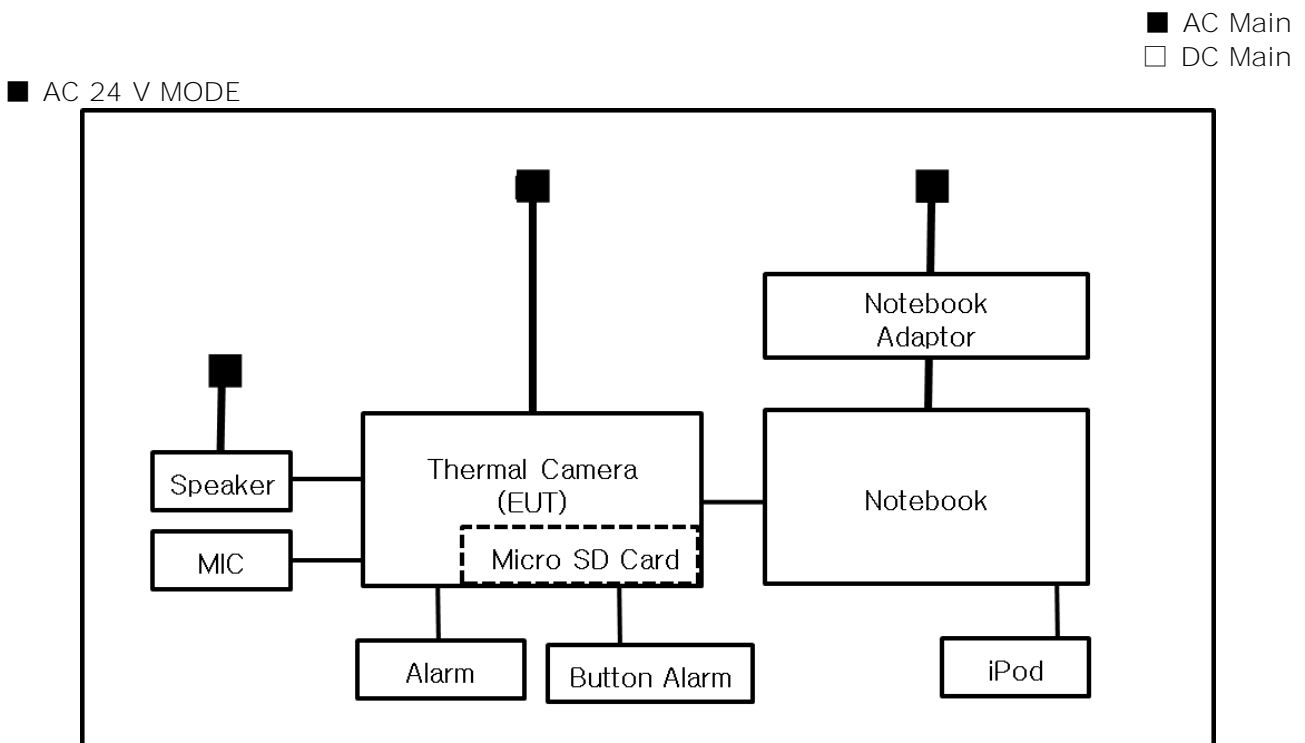 ■ AC Main
□ DC Main
■ AC 24 V MODE
Notebook
Adaptor
Speaker
Thermal Camera
(EUT)
Notebook
MIC
Micro SD Card
Alarm
Button Alarm
iPod